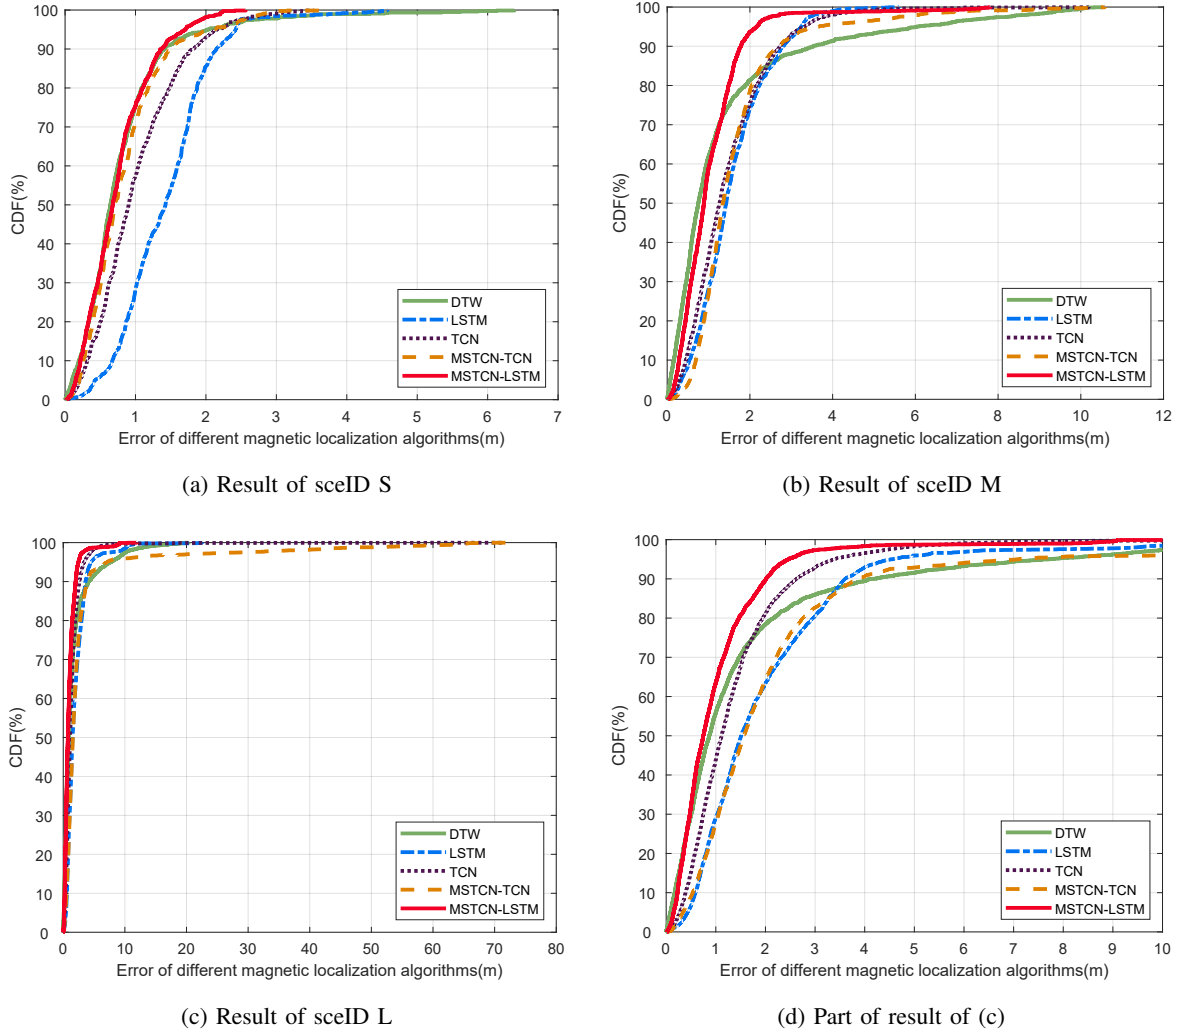 100
90
80
70
60
50
40
30
20
10
0
CDF(%)
0 1 2 3 4 5 6 7
Error of different magnetic localization algorithms(m)
DTW
LSTM
TCN
MSTCN-TCN
MSTCN-LSTM
(a) Result of sceID S
100
90
80
70
60
50
40
30
20
10
0
CDF(%)
0 2 4 6 8 10 12
Error of different magnetic localization algorithms(m)
DTW
LSTM
TCN
MSTCN-TCN
MSTCN-LSTM
(b) Result of sceID M
100
90
80
70
60
50
40
30
20
10
0
CDF(%)
0 10 20 30 40 50 60 70 80
Error of different magnetic localization algorithms(m)
DTW
LSTM
TCN
MSTCN-TCN
MSTCN-LSTM
(c) Result of sceID L
100
90
80
70
60
50
40
30
20
10
0
CDF(%)
0 1 2 3 4 5 6 7 8 9 10
Error of different magnetic localization algorithms(m)
DTW
LSTM
TCN
MSTCN-TCN
MSTCN-LSTM
(d) Part of result of (c)